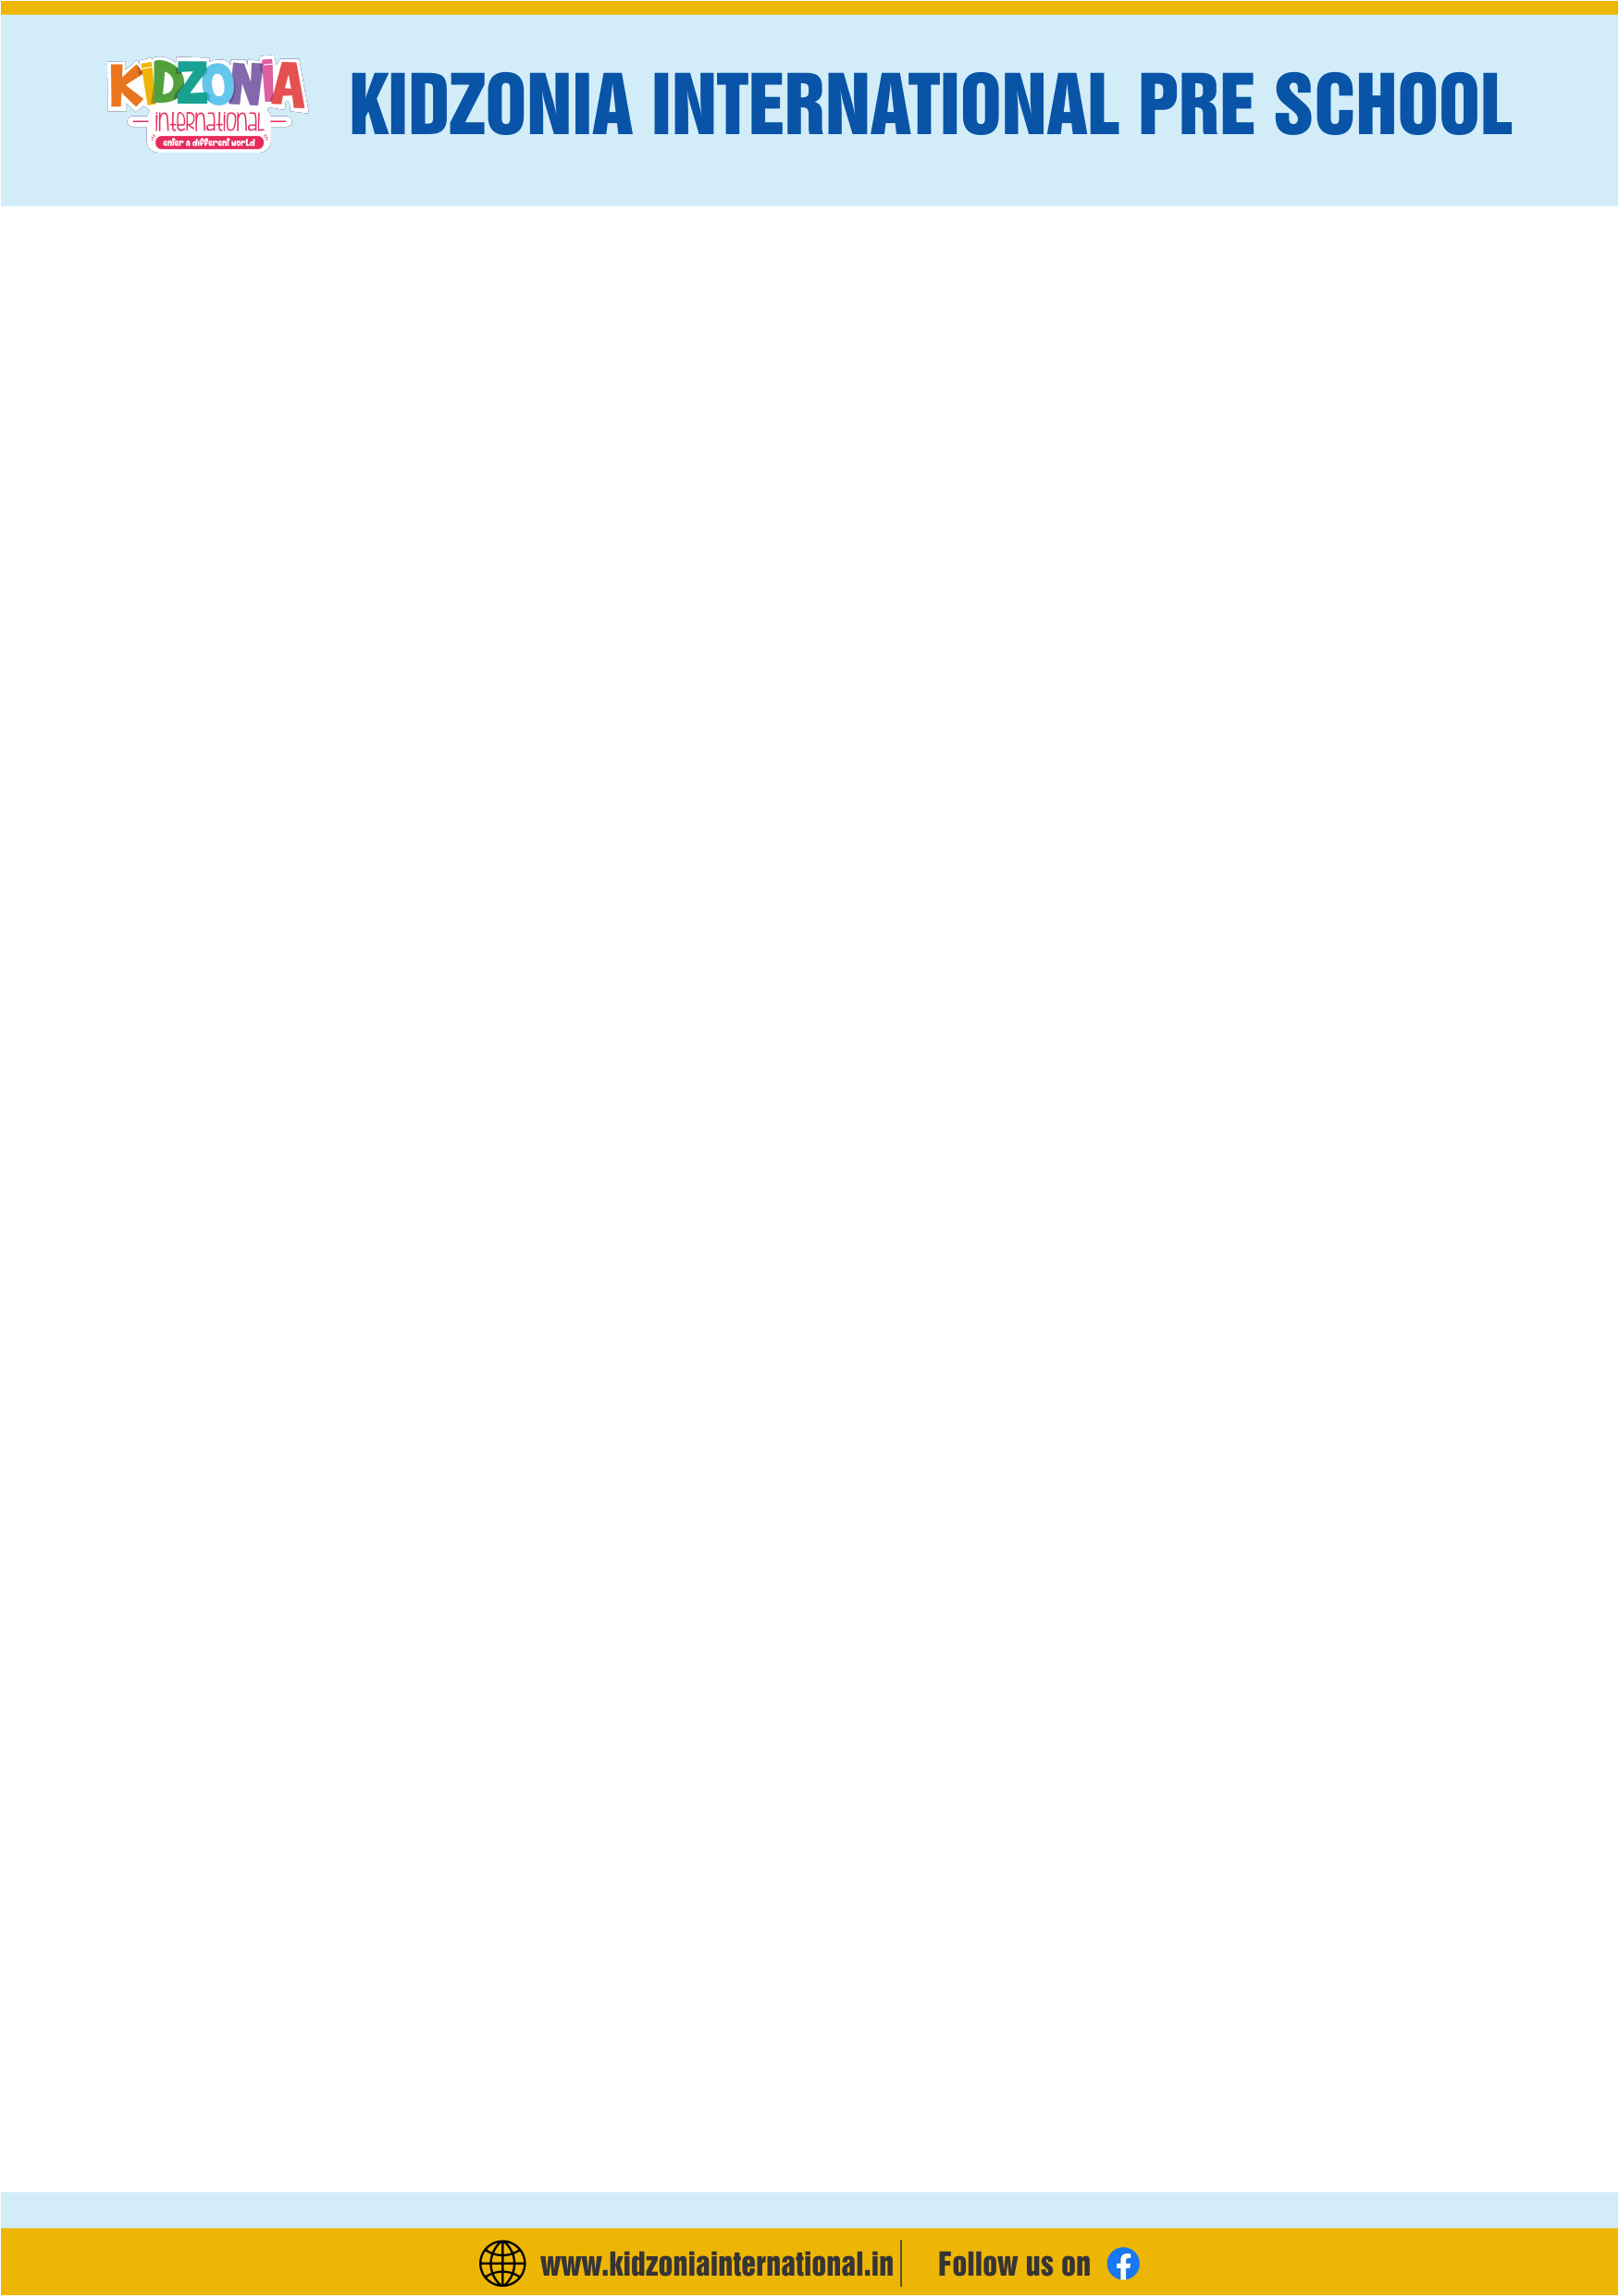 KIDZONIA
international
enter a different world
KIDZONIA INTERNATIONAL PRE SCHOOL
www.kidzoniainternational.in
Follow us on